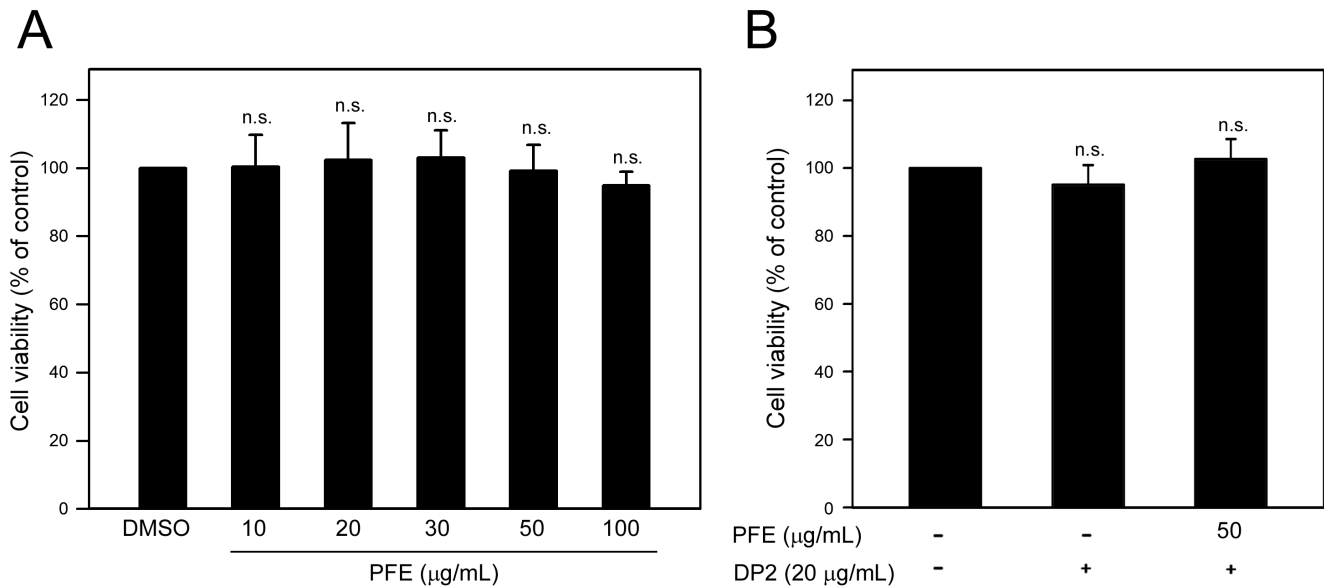 A
Cell viability (% of control)
120
100
80
60
40
20
0
n.s.
n.s.
n.s.
n.s.
n.s.
DMSO 10 20 30 50 100
PFE (μg/mL)
B
Cell viability (% of control)
120
100
80
60
40
20
0
n.s.
n.s.
PFE (μg/mL) - - 50
DP2 (20 μg/mL) - + +